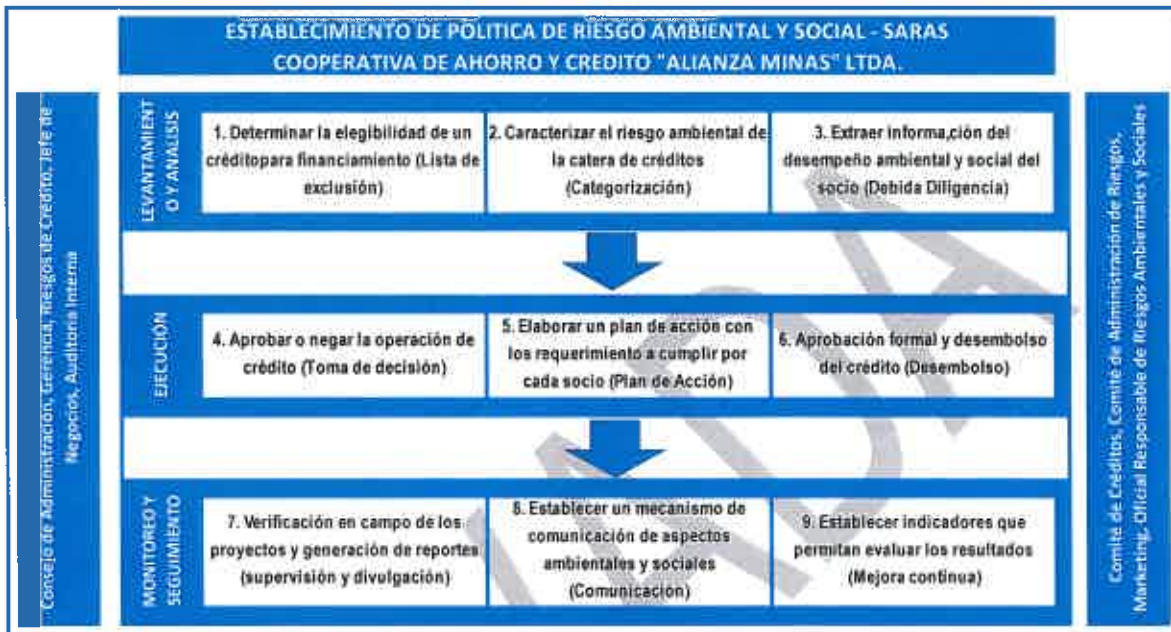 ESTABLECIMIENTO DE POLITICA DE RIESGO AMBIENTAL Y SOCIAL - SARAS
COOPERATIVA DE AHORRO Y CREDITO "ALIANZA MINAS" LTDA.
Consejo de Administración, Gerencia, Riesgos de Crédito, Jefe de
Negocios, Auditoria Interna
LEVANTAMIENT
O Y ANALISIS
1. Determinar la elegibilidad de un
créditopara financiamiento (Lista de
exclusión)
2. Caracterizar el riesgo ambiental de
la catera de créditos
(Categorización)
3. Extraer informa,ción del
desempeño ambiental y social del
socio (Debida Diligencia)
EJECUCIÓN
4. Aprobar o negar la operación de
crédito (Toma de decisión)
5. Elaborar un plan de acción con
los requerimiento a cumplir por
cada socio (Plan de Acción)
6. Aprobación formal y desembolso
del crédito (Desembolso)
MONITOREO Y
SEGUIMIENTO
7. Verificación en campo de los
proyectos y generación de reportes
(supervisión y divulgación)
8. Establecer un mecanismo de
comunicación de aspectos
ambientales y sociales
(Comunicación)
9. Establecer indicadores que
permitan evaluar los resultados
(Mejora continua)
Comité de Créditos, Comité de Administración de Riesgos,
Marketing, Oficial Responsable de Riesgos Ambientales y Sociales